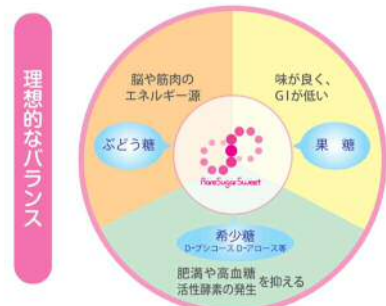 理想的なバランス
脳や筋肉の
エネルギー源
ぶどう糖
味が良く、
GIが低い
果 糖
RareSugarSweet
希少糖
D-プシコース D-アロース等
肥満や高血糖
活性酸素の発生 を抑える